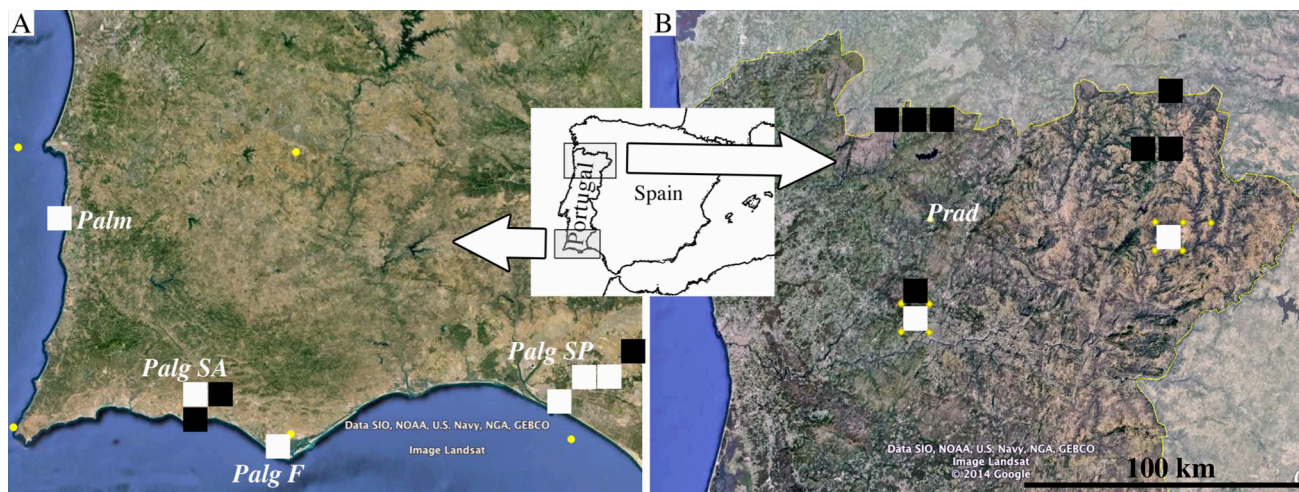 A
Palm
Palg SA
Palg F
Palg SP
Data SIO, NOAA, U.S. Navy, NGA, GEBCO
Image Landsat
Portugal
Spain
B
Prad
Data SIO, NOAA, U.S. Navy, NGA, GEBCO
Image Landsat
© 2014 Google
100 km